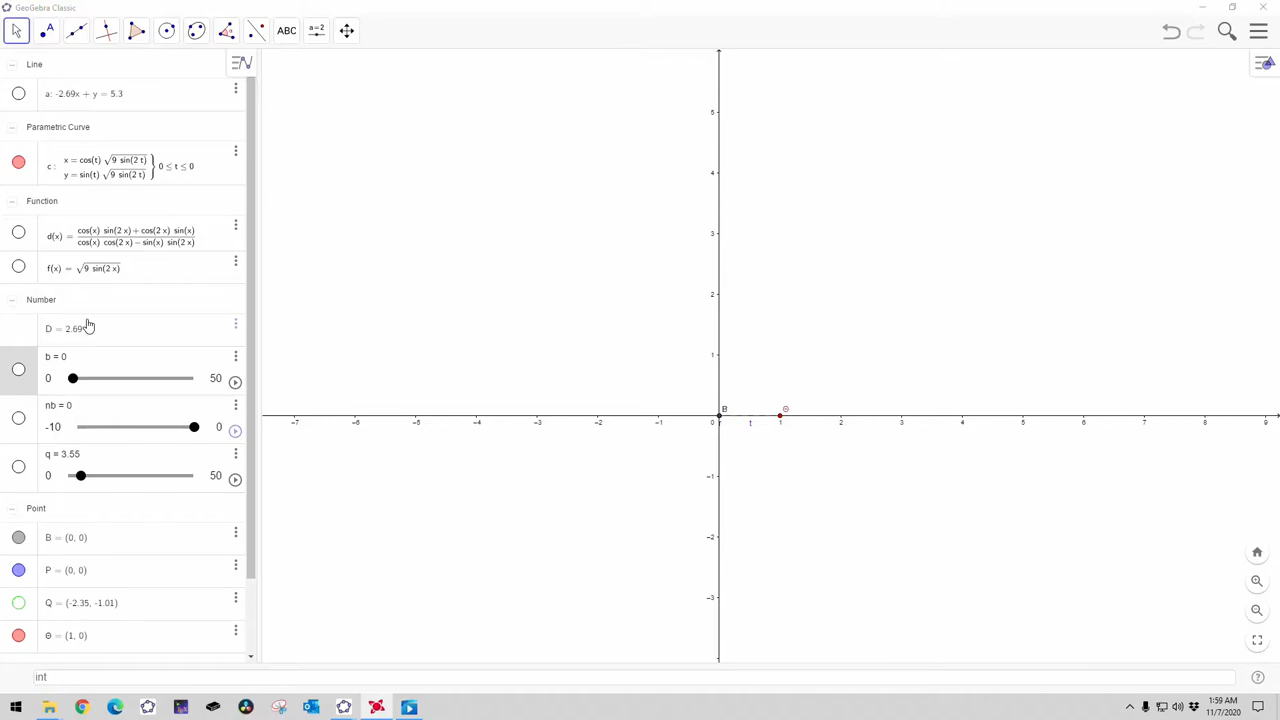 GeoGebra Classic
ABC
a=2
Line
a: -2.69x + y = 5.3
Parametric Curve
c : x = cos(t) √(9 sin(2 t)) } 0 ≤ t ≤ 0
y = sin(t) √(9 sin(2 t))
Function
d(x) = cos(x) sin(2 x) + cos(2 x) sin(x)
cos(x) cos(2 x) − sin(x) sin(2 x)
f(x) = √(9 sin(2 x))
Number
D = 2.69
b = 0
0 50
nb = 0
-10 0
q = 3.55
0 50
Point
B = (0, 0)
P = (0, 0)
Q = (-2.35, -1.01)
Θ = (1, 0)
int
5
4
3
2
1
B Θ
-7 -6 -5 -4 -3 -2 -1 0 r t 1 2 3 4 5 6 7 8 9
-1
-2
-3
1:59 AM
11/7/2020